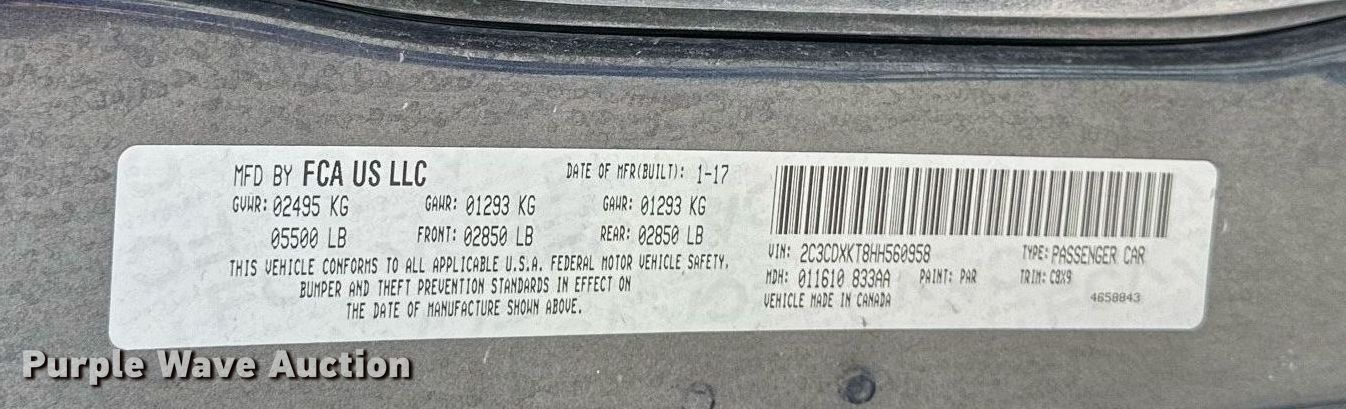 MFD BY FCA US LLC
DATE OF MFR(BUILT): 1-17
GVWR: 02495 KG
GAWR: 01293 KG
GAWR: 01293 KG
05500 LB
FRONT: 02850 LB
REAR: 02850 LB
THIS VEHICLE CONFORMS TO ALL APPLICABLE U.S.A. FEDERAL MOTOR VEHICLE SAFETY,
BUMPER AND THEFT PREVENTION STANDARDS IN EFFECT ON
THE DATE OF MANUFACTURE SHOWN ABOVE.
VIN: 2C3CDXKT8HH560958
TYPE: PASSENGER CAR
MDH: 011610 833AA
PAINT: PAR
TRIM: C8X9
VEHICLE MADE IN CANADA
4658843
Purple Wave Auction